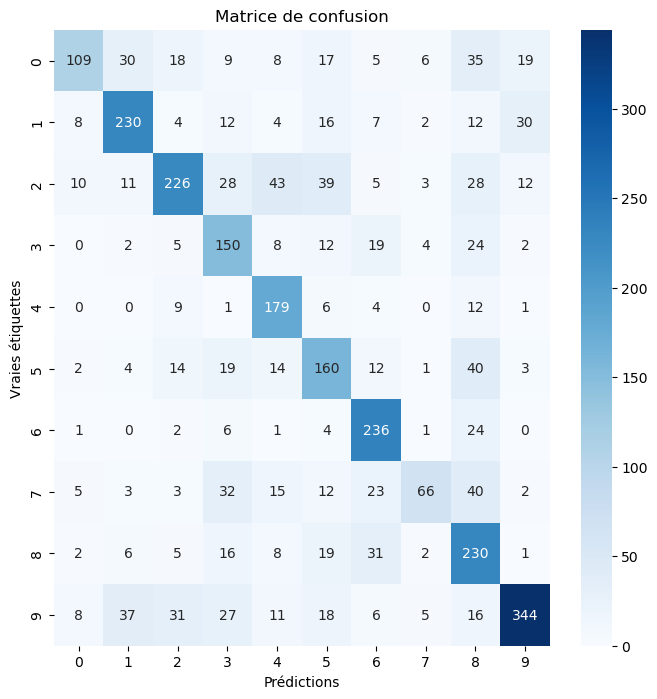 Matrice de confusion
0 109 30 18 9 8 17 5 6 35 19
1 8 230 4 12 4 16 7 2 12 30
2 10 11 226 28 43 39 5 3 28 12
3 0 2 5 150 8 12 19 4 24 2
4 0 0 9 1 179 6 4 0 12 1
5 2 4 14 19 14 160 12 1 40 3
6 1 0 2 6 1 4 236 1 24 0
7 5 3 3 32 15 12 23 66 40 2
8 2 6 5 16 8 19 31 2 230 1
9 8 37 31 27 11 18 6 5 16 344
0 1 2 3 4 5 6 7 8 9
Prédictions
Vraies étiquettes
300
250
200
150
100
50
0